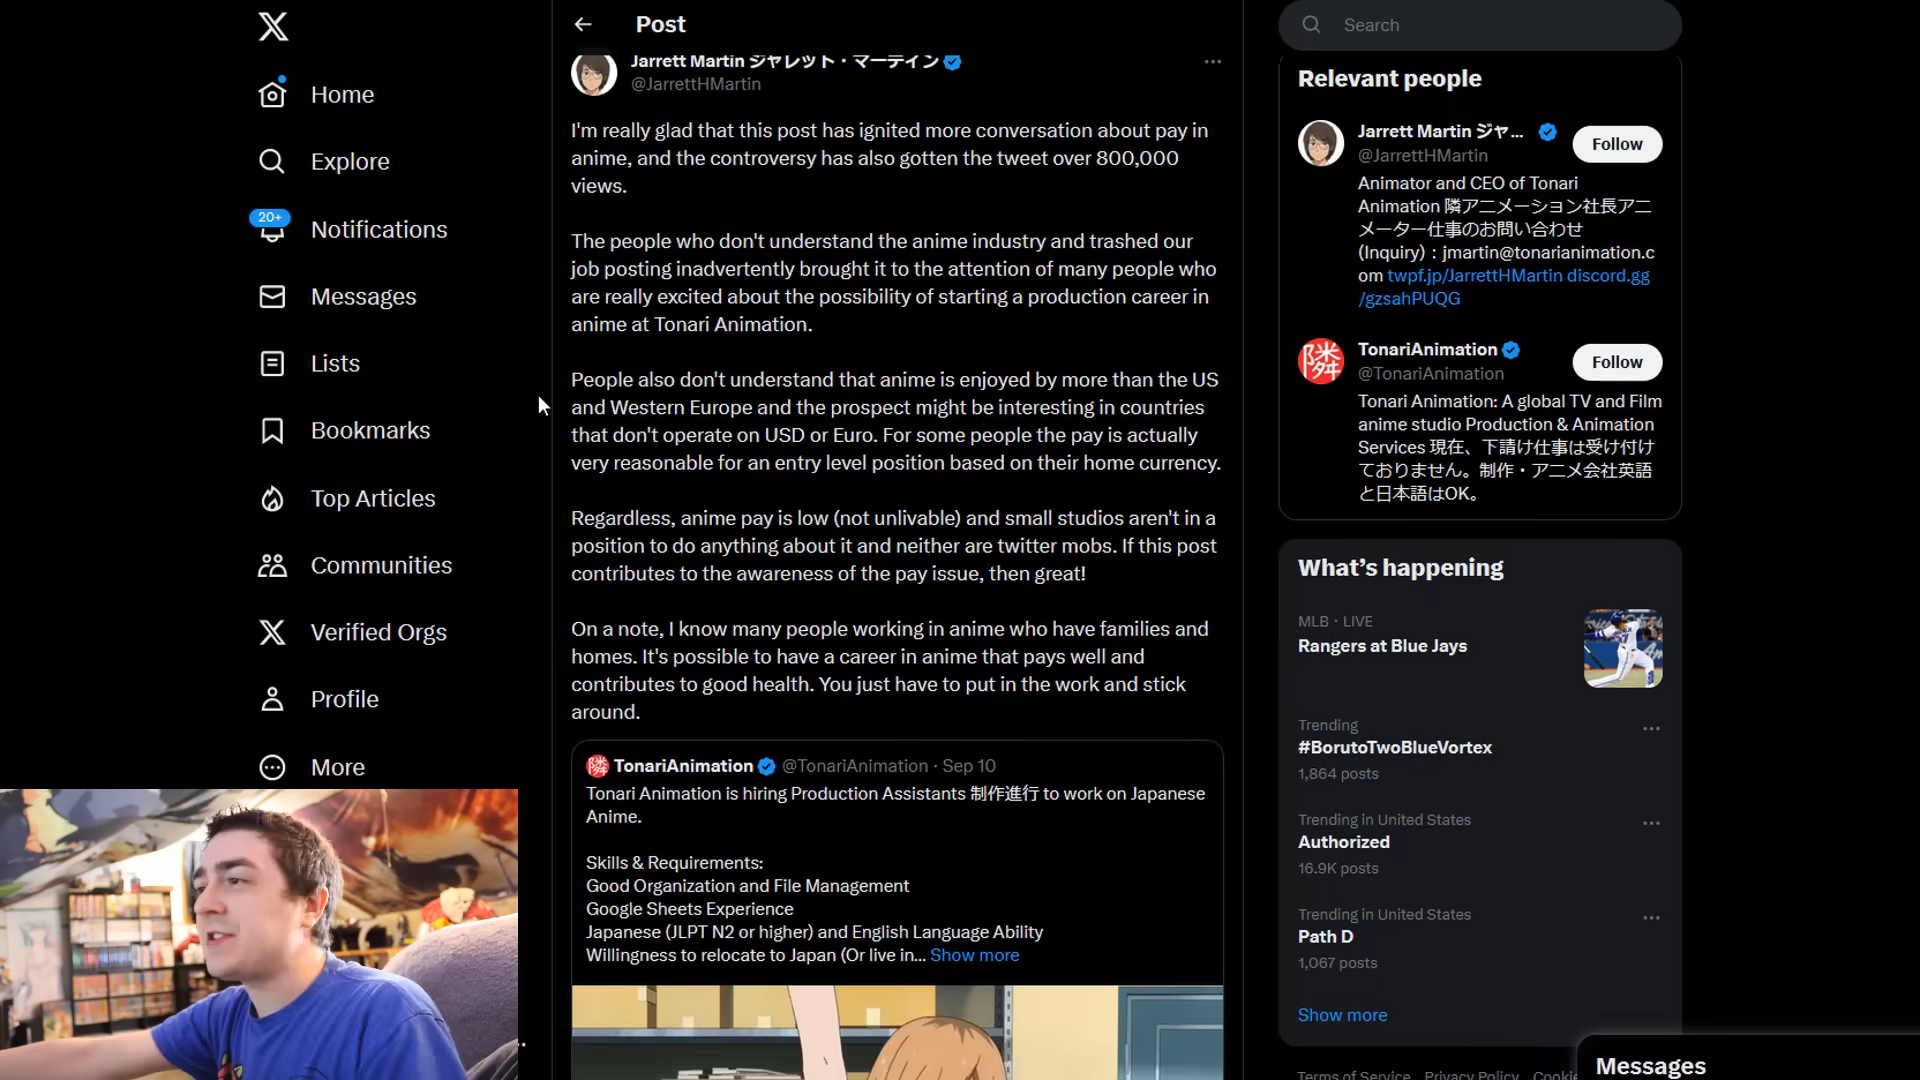 Home
Explore
20+
Notifications
Messages
Lists
Bookmarks
Top Articles
Communities
Verified Orgs
Profile
More
Post
Jarrett Martin ジャレット・マーテイン
@JarrettHMartin
I'm really glad that this post has ignited more conversation about pay in
anime, and the controversy has also gotten the tweet over 800,000
views.
The people who don't understand the anime industry and trashed our
job posting inadvertently brought it to the attention of many people who
are really excited about the possibility of starting a production career in
anime at Tonari Animation.
People also don't understand that anime is enjoyed by more than the US
and Western Europe and the prospect might be interesting in countries
that don't operate on USD or Euro. For some people the pay is actually
very reasonable for an entry level position based on their home currency.
Regardless, anime pay is low (not unlivable) and small studios aren't in a
position to do anything about it and neither are twitter mobs. If this post
contributes to the awareness of the pay issue, then great!
On a note, I know many people working in anime who have families and
homes. It's possible to have a career in anime that pays well and
contributes to good health. You just have to put in the work and stick
around.
隣 TonariAnimation @TonariAnimation · Sep 10
Tonari Animation is hiring Production Assistants 制作進行 to work on Japanese
Anime.
Skills & Requirements:
Good Organization and File Management
Google Sheets Experience
Japanese (JLPT N2 or higher) and English Language Ability
Willingness to relocate to Japan (Or live in... Show more
Search
Relevant people
Jarrett Martin ジャ...
@JarrettHMartin
Follow
Animator and CEO of Tonari
Animation 隣アニメーション社長アニ
メーター仕事のお問い合わせ
(Inquiry)：jmartin@tonarianimation.c
om twpf.jp/JarrettHMartin discord.gg
/gzsahPUQG
隣
TonariAnimation
@TonariAnimation
Follow
Tonari Animation: A global TV and Film
anime studio Production & Animation
Services 現在、下請け仕事は受け付け
ておりません。制作・アニメ会社英語
と日本語はOK。
What's happening
MLB · LIVE
Rangers at Blue Jays
Trending
#BorutoTwoBlueVortex
1,864 posts
Trending in United States
Authorized
16.9K posts
Trending in United States
Path D
1,067 posts
Show more
Terms of Service Privacy Policy Cookie
Messages